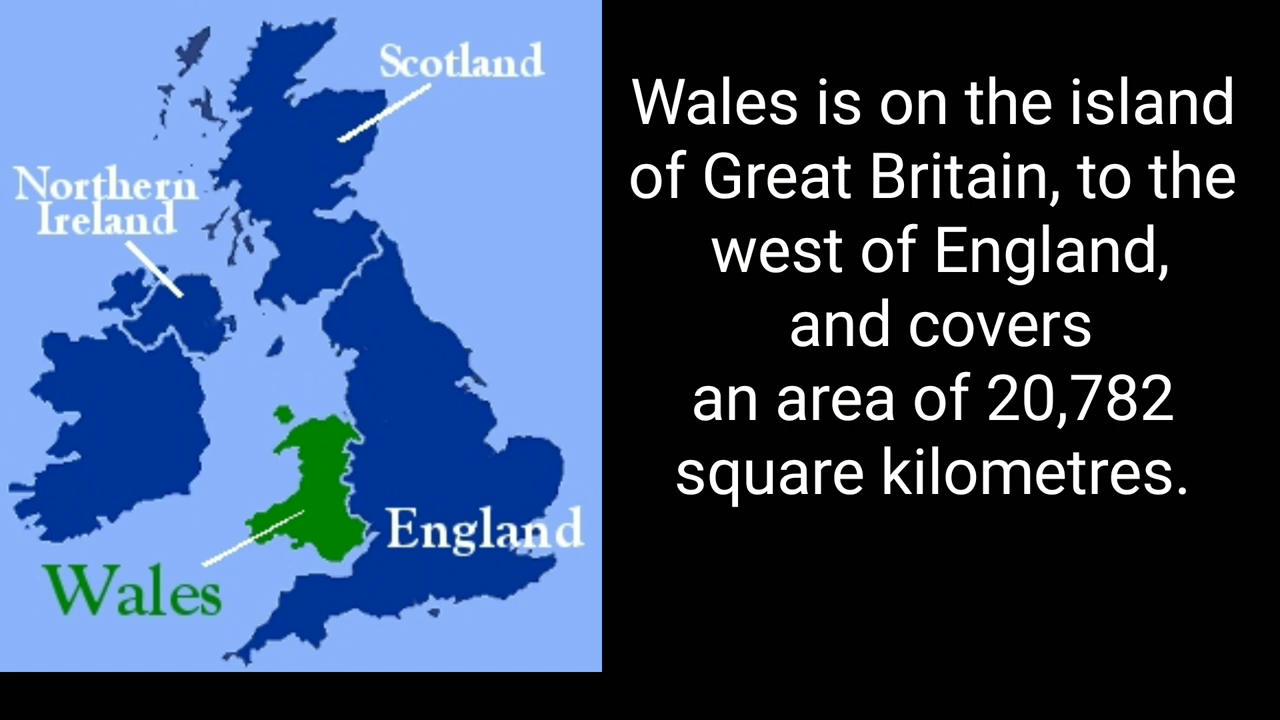 Scotland
Northern
Ireland
England
Wales
Wales is on the island
of Great Britain, to the
west of England,
and covers
an area of 20,782
square kilometres.